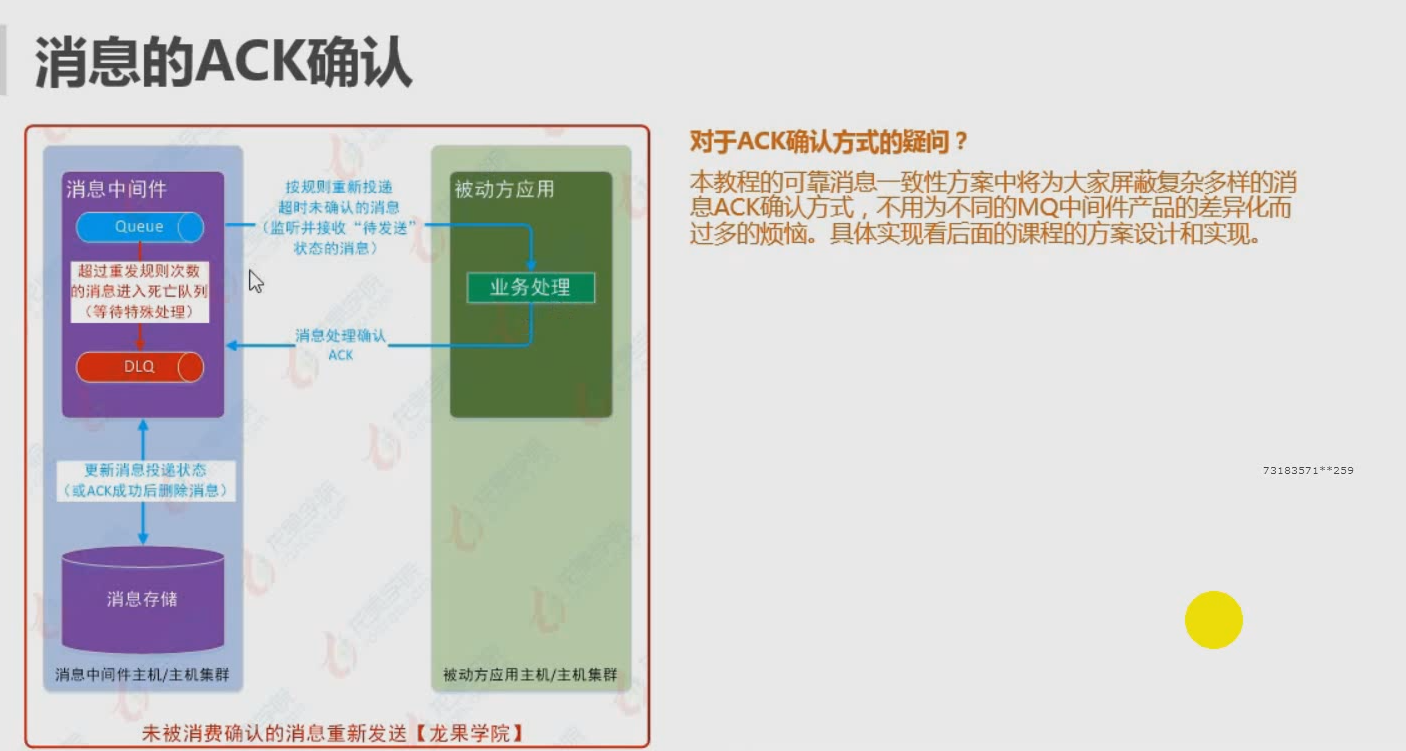 消息的ACK确认
消息中间件
Queue
超过重发规则次数
的消息进入死亡队列
（等待特殊处理）
DLQ
按规则重新投递
超时未确认的消息
（监听并接收“待发送”
状态的消息）
消息处理确认
ACK
被动方应用
业务处理
更新消息投递状态
（或ACK成功后删除消息）
消息存储
消息中间件主机/主机集群
被动方应用主机/主机集群
未被消费确认的消息重新发送【龙果学院】
对于ACK确认方式的疑问？
本教程的可靠消息一致性方案中将为大家屏蔽复杂多样的消
息ACK确认方式，不用为不同的MQ中间件产品的差异化而
过多的烦恼。具体实现看后面的课程的方案设计和实现。
73183571**259